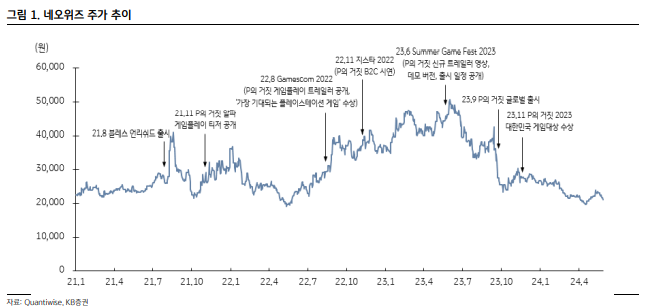 그림 1. 네오위즈 주가 추이
(원)
60,000
50,000
40,000
30,000
20,000
10,000
0
21,8 블레스 언리쉬드 출시
21,11 P의 거짓 알파
게임플레이 티저 공개
22,8 Gamescom 2022
(P의 거짓 게임플레이 트레일러 공개,
'가장 기대되는 플레이스테이션 게임' 수상)
22,11 지스타 2022
(P의 거짓 B2C 시연)
23,6 Summer Game Fest 2023
(P의 거짓 신규 트레일러 영상,
데모 버전, 출시 일정 공개)
23,9 P의 거짓 글로벌 출시
23,11 P의 거짓 2023
대한민국 게임대상 수상
21,1 21,4 21,7 21,10 22,1 22,4 22,7 22,10 23,1 23,4 23,7 23,10 24,1 24,4
자료: Quantiwise, KB증권